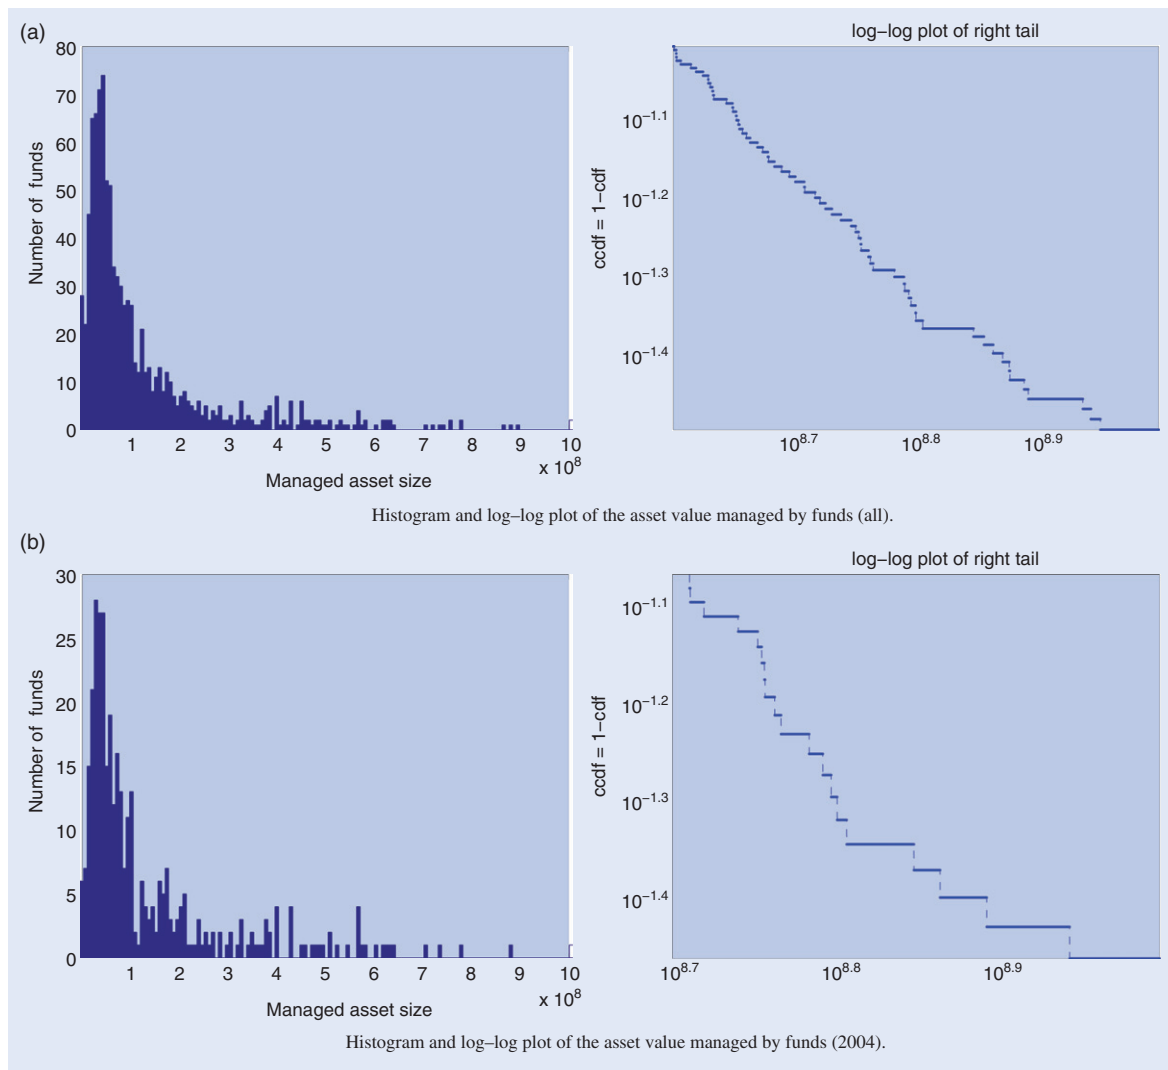 (a)
log–log plot of right tail
80
70
60
50
40
30
20
10
0
Number of funds
1 2 3 4 5 6 7 8 9 10
x 10^8
Managed asset size
ccdf = 1–cdf
10^–1.1
10^–1.2
10^–1.3
10^–1.4
10^8.7 10^8.8 10^8.9
Histogram and log–log plot of the asset value managed by funds (all).
(b)
log–log plot of right tail
30
25
20
15
10
5
0
Number of funds
1 2 3 4 5 6 7 8 9 10
x 10^8
Managed asset size
ccdf = 1–cdf
10^–1.1
10^–1.2
10^–1.3
10^–1.4
10^8.7 10^8.8 10^8.9
Histogram and log–log plot of the asset value managed by funds (2004).